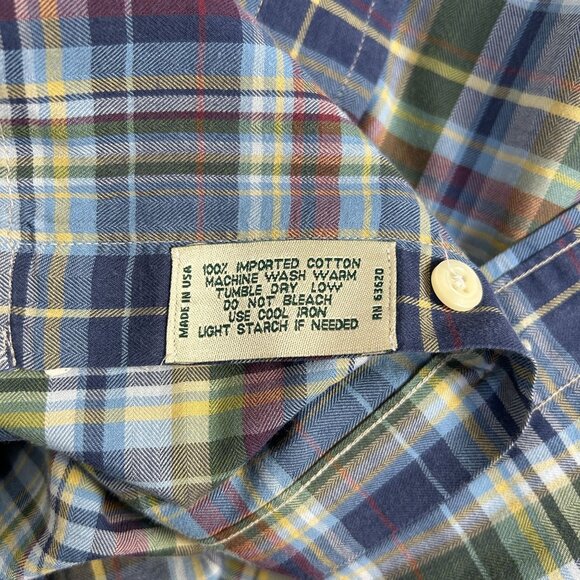 MADE IN USA
100% IMPORTED COTTON
MACHINE WASH WARM
TUMBLE DRY LOW
DO NOT BLEACH
USE COOL IRON
LIGHT STARCH IF NEEDED
RN 63620